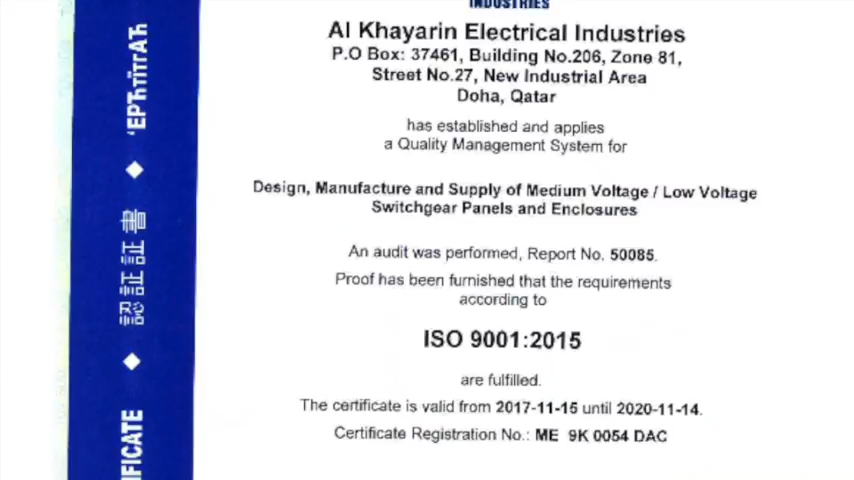 INDUSTRIES
Al Khayarin Electrical Industries
P.O Box: 37461, Building No.206, Zone 81,
Street No.27, New Industrial Area
Doha, Qatar
has established and applies
a Quality Management System for
Design, Manufacture and Supply of Medium Voltage / Low Voltage
Switchgear Panels and Enclosures
An audit was performed, Report No. 50085.
Proof has been furnished that the requirements
according to
ISO 9001:2015
are fulfilled.
The certificate is valid from 2017-11-15 until 2020-11-14.
Certificate Registration No.: ME 9K 0054 DAC
IFICATE ◆ 認証証書 ◆